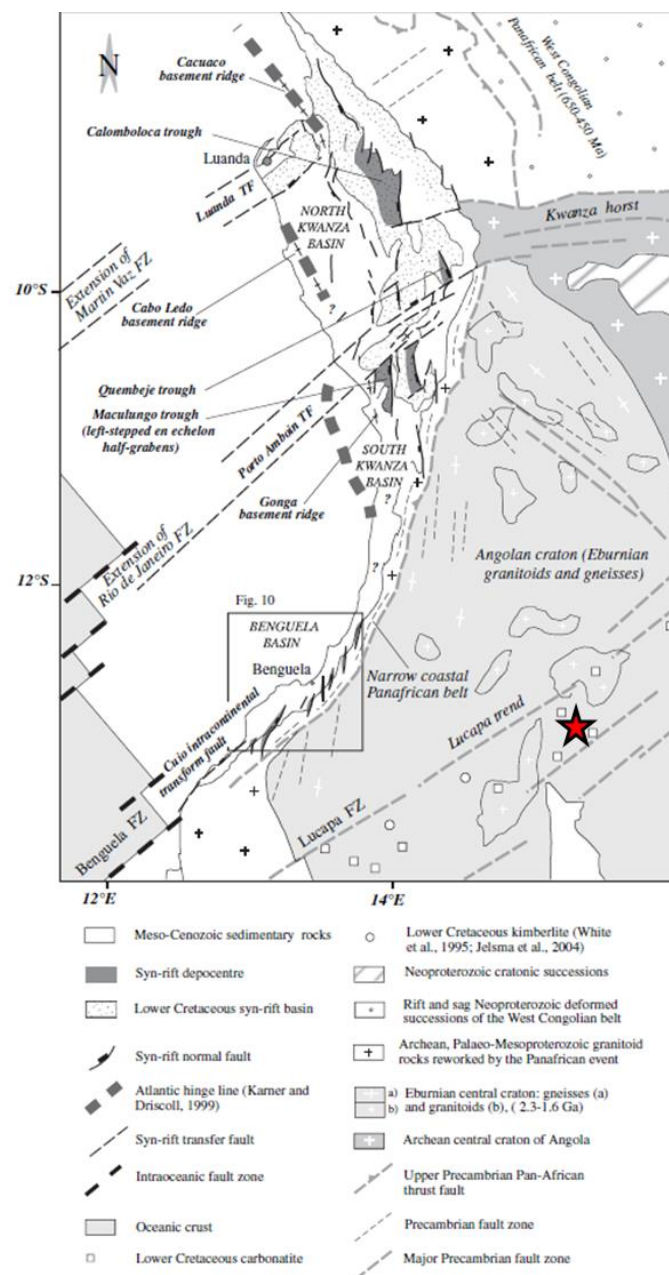 N
Cacuaco
basement ridge
West Congolian
Panafrican belt (650-450 Ma)
Calomboloca trough
Luanda
Luanda TF
NORTH
KWANZA
BASIN
Kwanza horst
Extension of
Martin Vaz FZ
10°S
Cabo Ledo
basement ridge
?
Quembeje trough
Maculungo trough
(left-stepped en echelon
half-grabens)
Porto Amboin TF
SOUTH
KWANZA
BASIN
?
Gonga
basement ridge
Extension of
Rio de Janeiro FZ
Angolan craton (Eburnian
granitoids and gneisses)
?
12°S
Fig. 10
BENGUELA
BASIN
Benguela
Narrow coastal
Panafrican belt
Lucapa trend
Cuio intracontinental
transform fault
Benguela FZ
Lucapa FZ
12°E
14°E
Meso-Cenozoic sedimentary rocks
Syn-rift depocentre
Lower Cretaceous syn-rift basin
Syn-rift normal fault
Atlantic hinge line (Karner and
Driscoll, 1999)
Syn-rift transfer fault
Intraoceanic fault zone
Oceanic crust
Lower Cretaceous carbonatite
Lower Cretaceous kimberlite (White
et al., 1995; Jelsma et al., 2004)
Neoproterozoic cratonic successions
Rift and sag Neoproterozoic deformed
successions of the West Congolian belt
Archean, Palaeo-Mesoproterozoic granitoid
rocks reworked by the Panafrican event
a) Eburnian central craton: gneisses (a)
b) and granitoids (b), ( 2.3-1.6 Ga)
Archean central craton of Angola
Upper Precambrian Pan-African
thrust fault
Precambrian fault zone
Major Precambrian fault zone